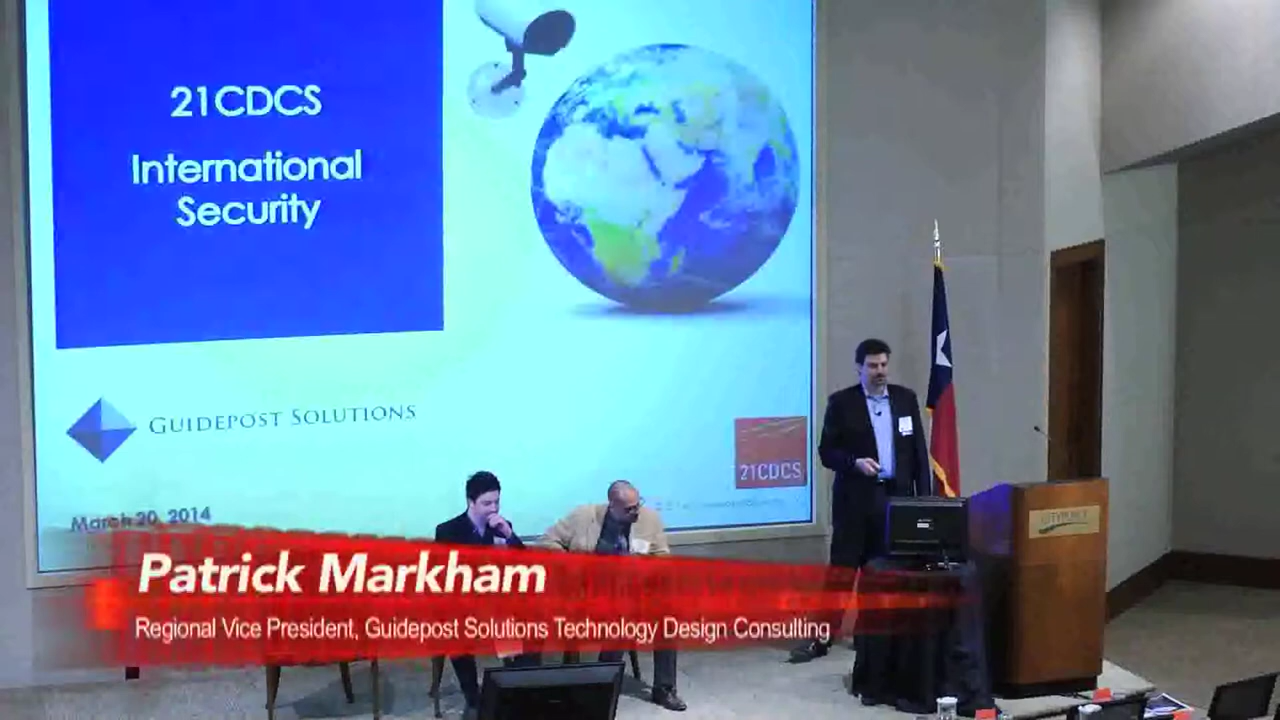 21CDCS
International
Security
GUIDEPOST SOLUTIONS
21CDCS
March 20, 2014
CITYPLACE
Patrick Markham
Regional Vice President, Guidepost Solutions Technology Design Consulting